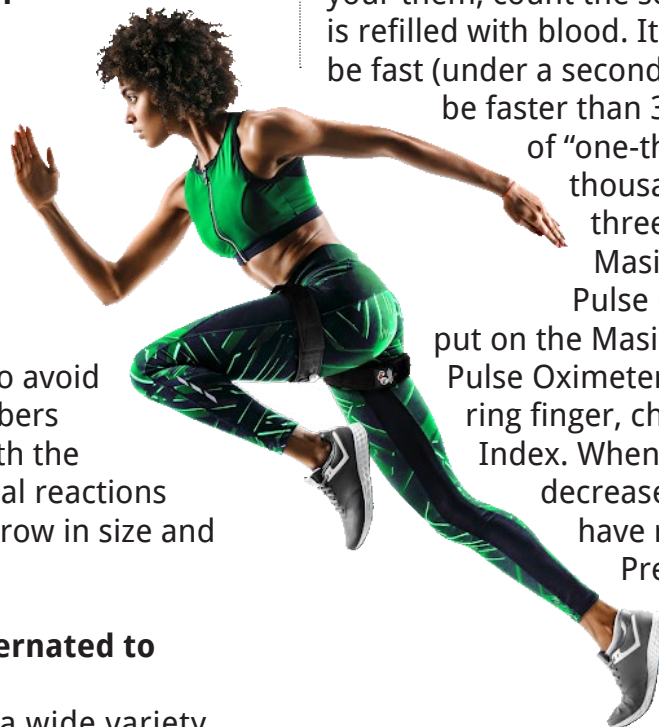 your them, count the se
is refilled with blood. It
be fast (under a second
be faster than 3
of “one-th
thousa
three
Masi
Pulse
put on the Masi
Pulse Oximeter
ring finger, ch
Index. When
decrease
have r
Pre
o avoid
bers
th the
al reactions
row in size and
ernated to
a wide variety